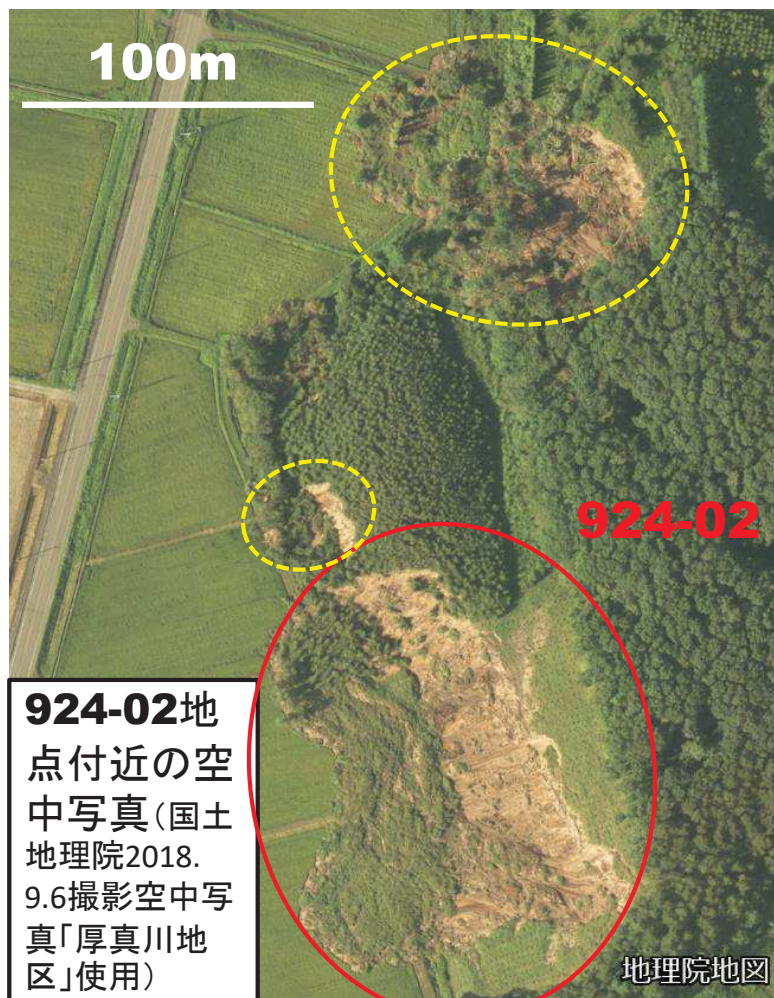 100m
924-02
924-02地
点付近の空
中写真(国土
地理院2018.
9.6撮影空中写
真「厚真川地
区」使用)
地理院地図